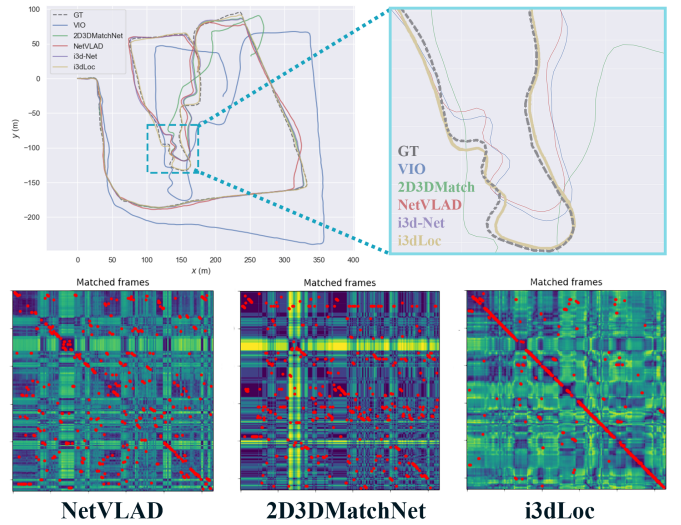 100
50
0
−50
−100
−150
−200
y (m)
0
50
100
150
200
250
300
350
400
x (m)
GT
VIO
2D3DMatchNet
NetVLAD
i3d-Net
i3dLoc
GT
VIO
2D3DMatch
NetVLAD
i3d-Net
i3dLoc
Matched frames
Matched frames
Matched frames
NetVLAD
2D3DMatchNet
i3dLoc